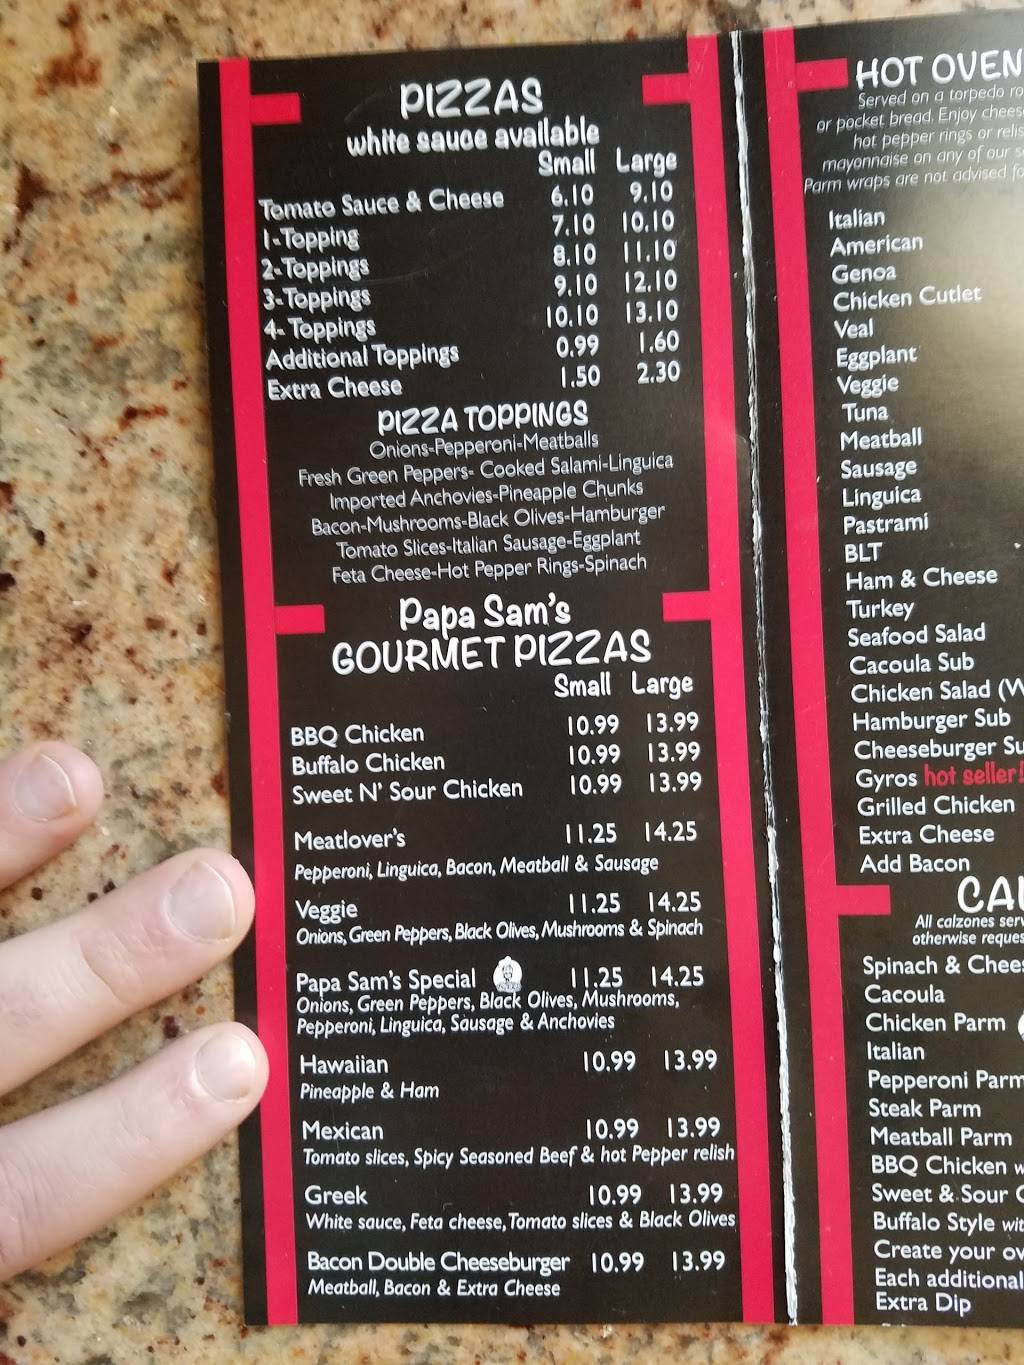 PIZZAS
white sauce available
Small Large
Tomato Sauce & Cheese 6.10 9.10
1-Topping 7.10 10.10
2-Toppings 8.10 11.10
3-Toppings 9.10 12.10
4- Toppings 10.10 13.10
Additional Toppings 0.99 1.60
Extra Cheese 1.50 2.30
PIZZA TOPPINGS
Onions-Pepperoni-Meatballs
Fresh Green Peppers- Cooked Salami-Linguica
Imported Anchovies-Pineapple Chunks
Bacon-Mushrooms-Black Olives-Hamburger
Tomato Slices-Italian Sausage-Eggplant
Feta Cheese-Hot Pepper Rings-Spinach
Papa Sam's
GOURMET PIZZAS
Small Large
BBQ Chicken 10.99 13.99
Buffalo Chicken 10.99 13.99
Sweet N' Sour Chicken 10.99 13.99
Meatlover's 11.25 14.25
Pepperoni, Linguica, Bacon, Meatball & Sausage
Veggie 11.25 14.25
Onions, Green Peppers, Black Olives, Mushrooms & Spinach
Papa Sam's Special 11.25 14.25
Onions, Green Peppers, Black Olives, Mushrooms,
Pepperoni, Linguica, Sausage & Anchovies
Hawaiian 10.99 13.99
Pineapple & Ham
Mexican 10.99 13.99
Tomato slices, Spicy Seasoned Beef & hot Pepper relish
Greek 10.99 13.99
White sauce, Feta cheese, Tomato slices & Black Olives
Bacon Double Cheeseburger 10.99 13.99
Meatball, Bacon & Extra Cheese
HOT OVEN
Served on a torpedo
or pocket bread. Enjoy
hot pepper rings or
mayonnaise on any of our
Parm wraps are not advised
Italian
American
Genoa
Chicken Cutlet
Veal
Eggplant
Veggie
Tuna
Meatball
Sausage
Linguica
Pastrami
BLT
Ham & Cheese
Turkey
Seafood Salad
Cacoula Sub
Chicken Salad
Hamburger Sub
Cheeseburger
Gyros hot seller!
Grilled Chicken
Extra Cheese
Add Bacon
All calzones
otherwise
Spinach &
Cacoula
Chicken Parm
Italian
Pepperoni Parm
Steak Parm
Meatball Parm
BBQ Chicken
Sweet & Sour
Buffalo Style
Create your
Each additional
Extra Dip